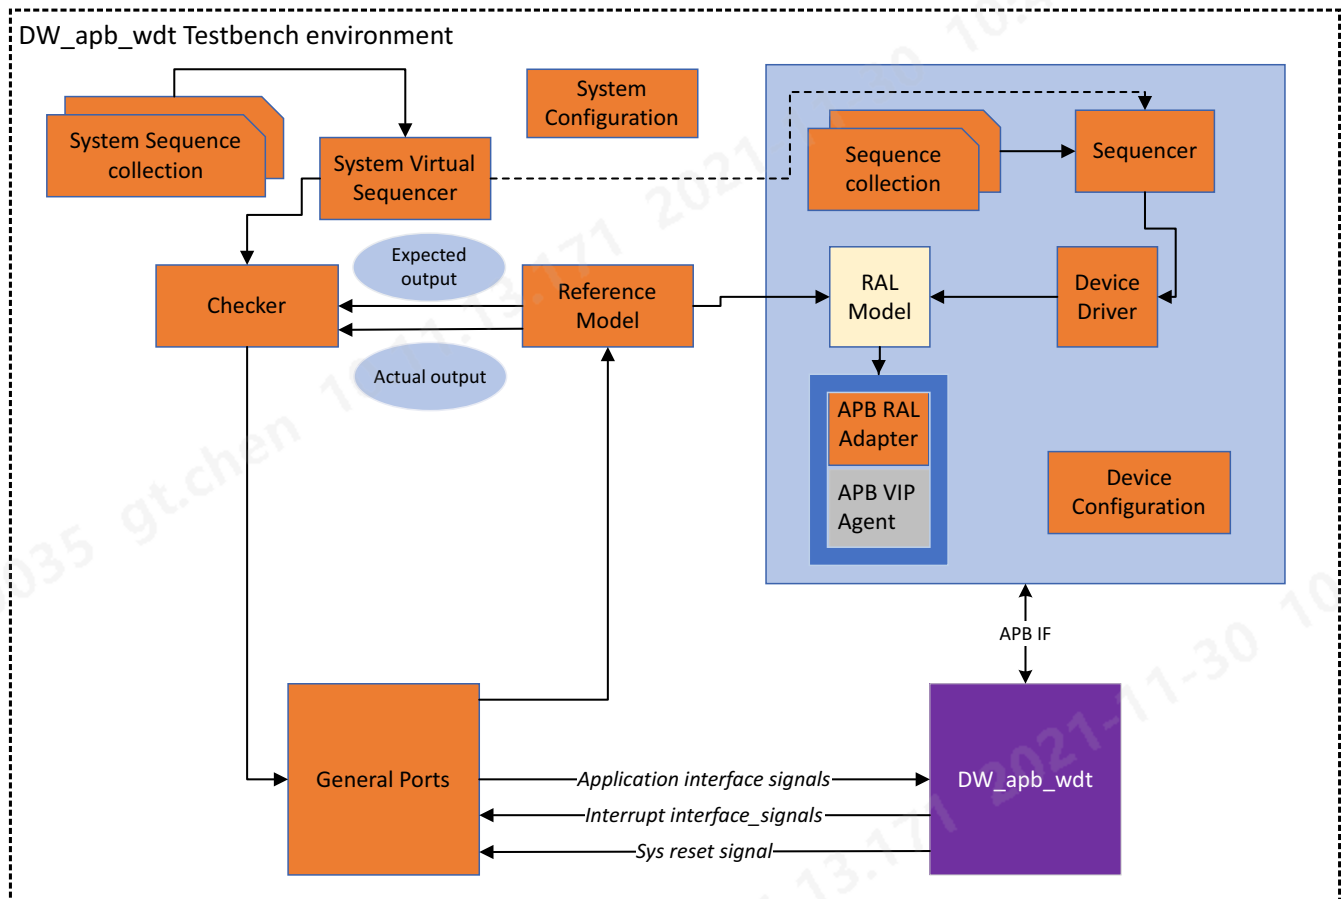 DW_apb_wdt Testbench environment
System Sequence
collection
System Virtual
Sequencer
System
Configuration
Sequence
collection
Sequencer
Expected
output
Checker
Reference
Model
Actual output
RAL
Model
Device
Driver
APB RAL
Adapter
APB VIP
Agent
Device
Configuration
APB IF
General Ports
Application interface signals
Interrupt interface_signals
Sys reset signal
DW_apb_wdt